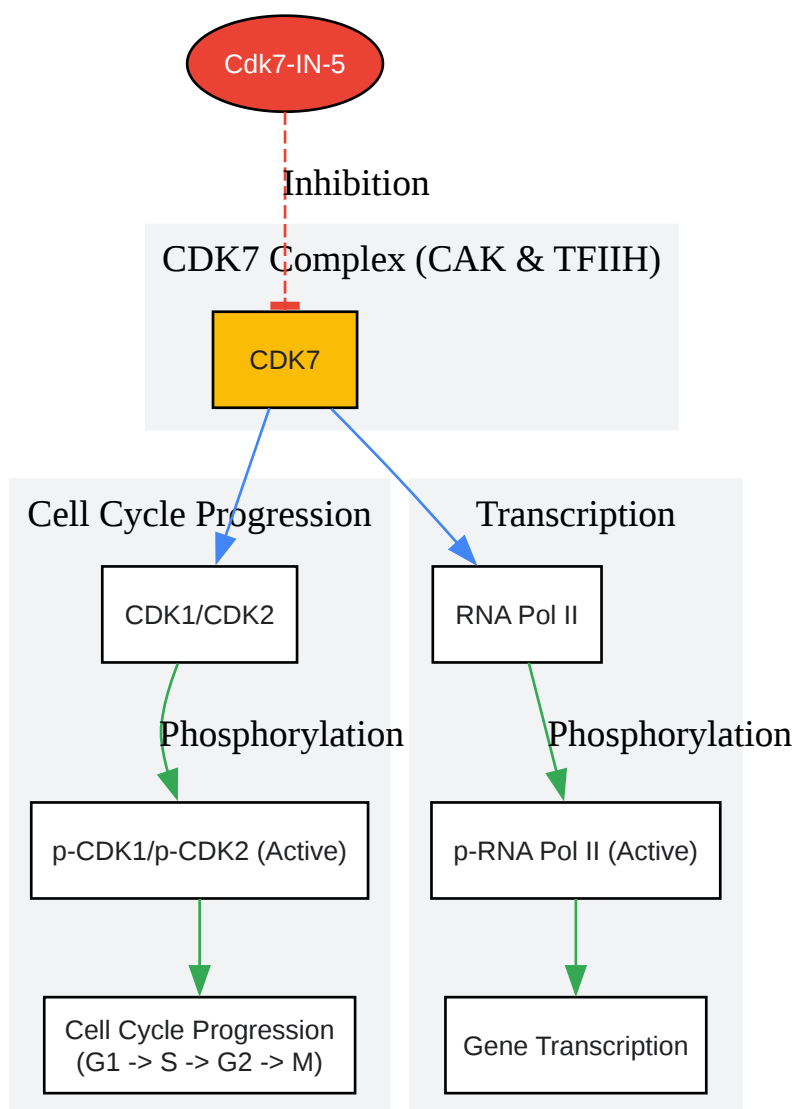 Cdk7-IN-5
Inhibition
CDK7 Complex (CAK & TFIIH)
CDK7
Cell Cycle Progression
Transcription
CDK1/CDK2
RNA Pol II
Phosphorylation
Phosphorylation
p-CDK1/p-CDK2 (Active)
p-RNA Pol II (Active)
Cell Cycle Progression
(G1 -> S -> G2 -> M)
Gene Transcription